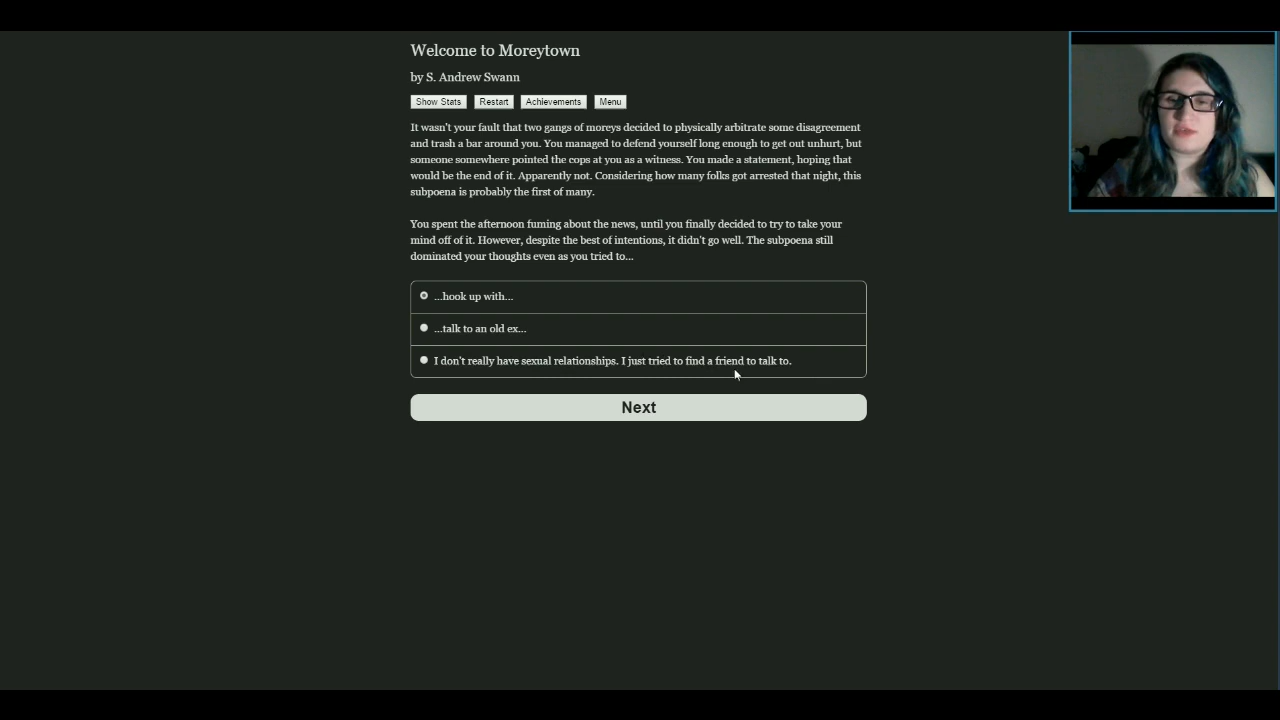 Welcome to Moreytown
by S. Andrew Swann
Show Stats Restart Achievements Menu
It wasn't your fault that two gangs of moreys decided to physically arbitrate some disagreement
and trash a bar around you. You managed to defend yourself long enough to get out unhurt, but
someone somewhere pointed the cops at you as a witness. You made a statement, hoping that
would be the end of it. Apparently not. Considering how many folks got arrested that night, this
subpoena is probably the first of many.
You spent the afternoon fuming about the news, until you finally decided to try to take your
mind off of it. However, despite the best of intentions, it didn't go well. The subpoena still
dominated your thoughts even as you tried to...
...hook up with...
...talk to an old ex...
I don't really have sexual relationships. I just tried to find a friend to talk to.
Next